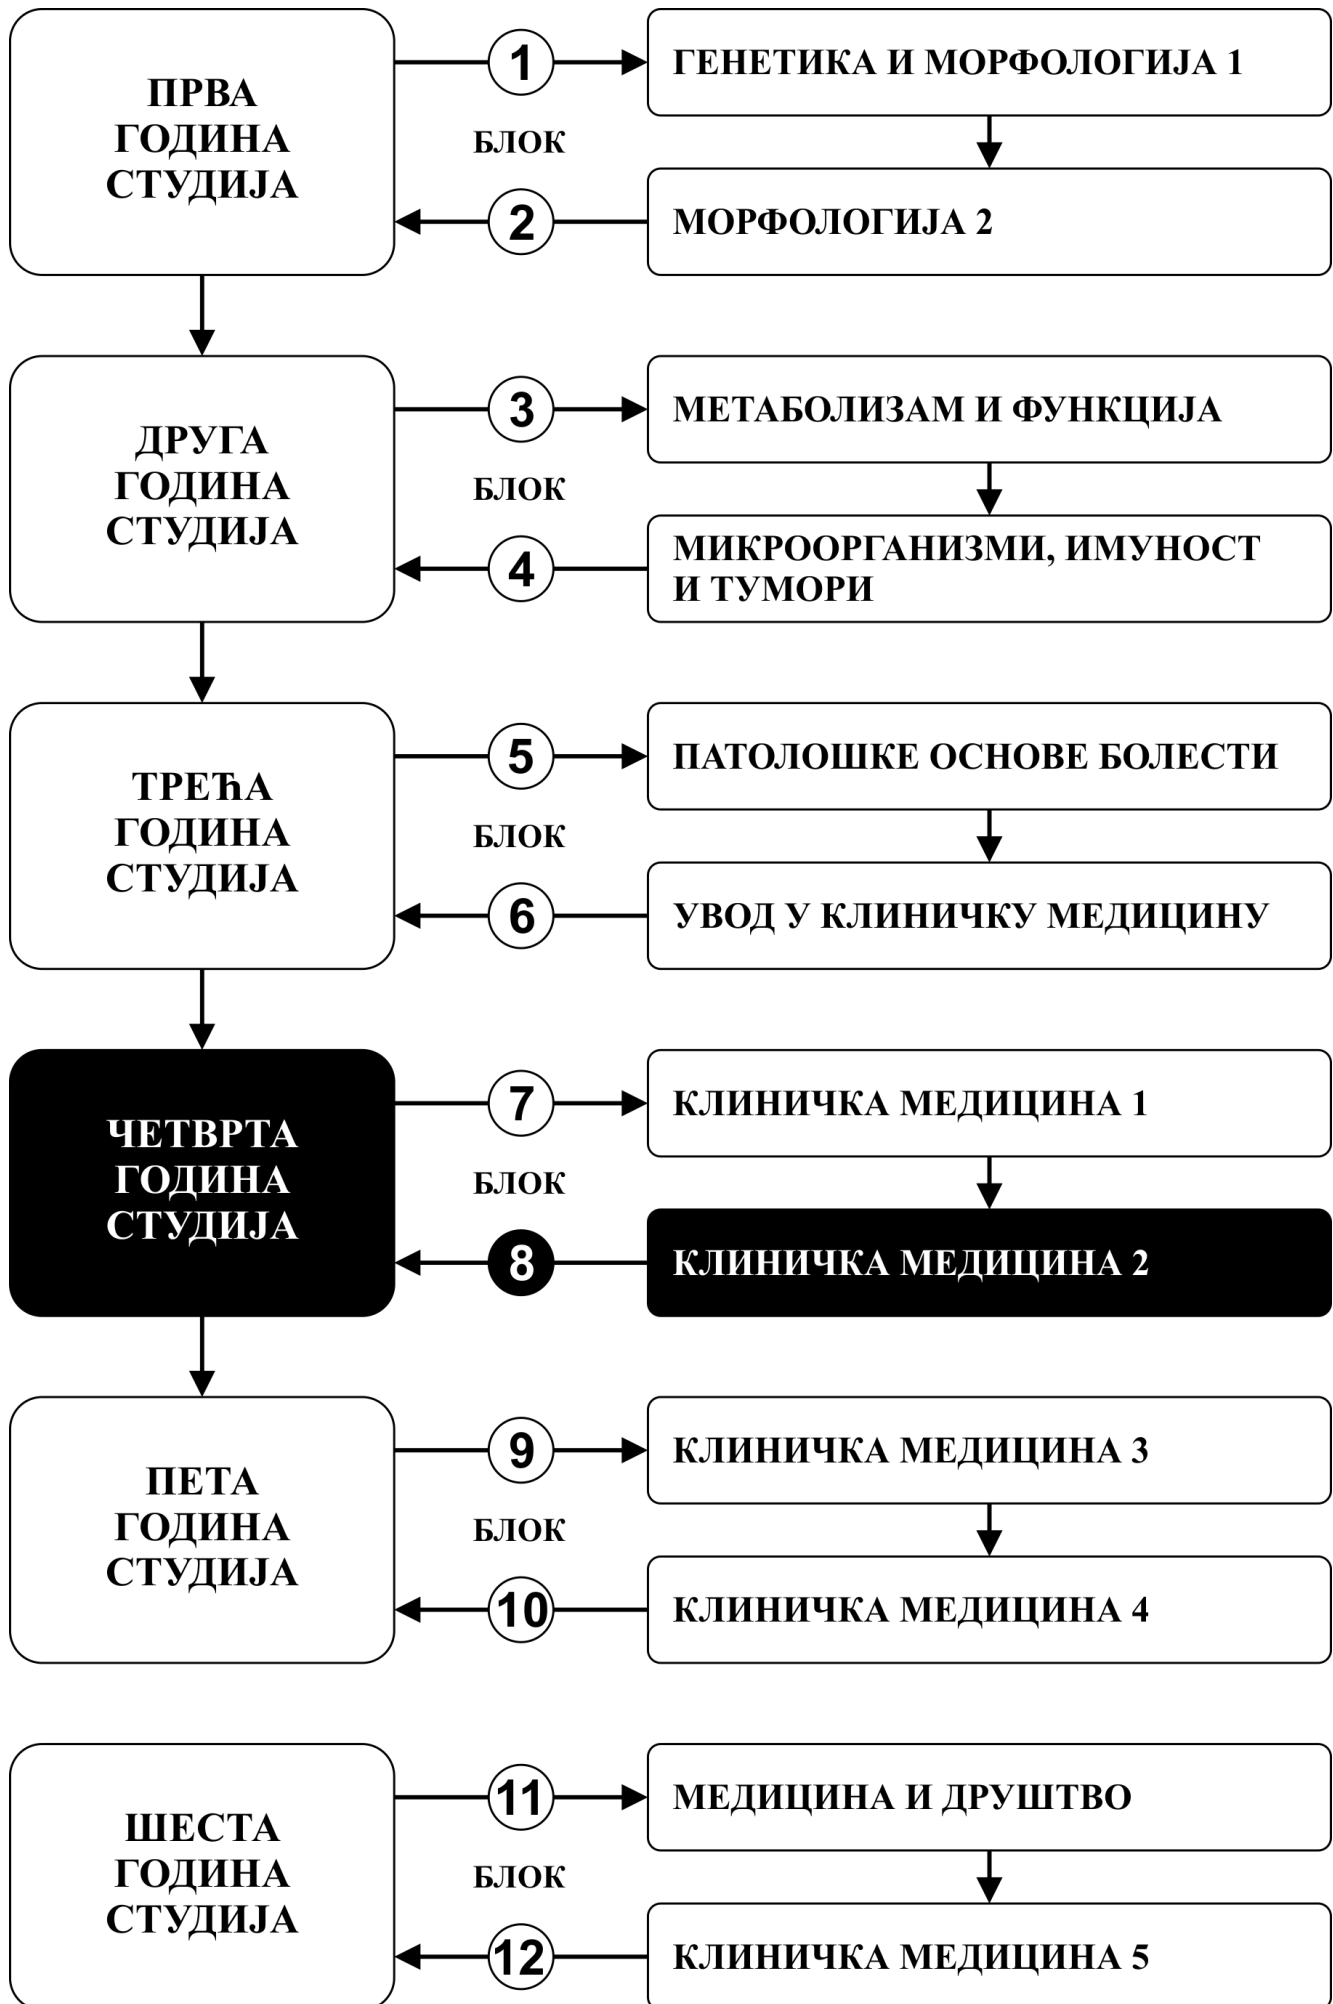 ПРВА
ГОДИНА
СТУДИЈА
1
БЛОК
2
ГЕНЕТИКА И МОРФОЛОГИЈА 1
МОРФОЛОГИЈА 2
ДРУГА
ГОДИНА
СТУДИЈА
3
БЛОК
4
МЕТАБОЛИЗАМ И ФУНКЦИЈА
МИКРООРГАНИЗМИ, ИМУНОСТ
И ТУМОРИ
ТРЕЋА
ГОДИНА
СТУДИЈА
5
БЛОК
6
ПАТОЛОШКЕ ОСНОВЕ БОЛЕСТИ
УВОД У КЛИНИЧКУ МЕДИЦИНУ
ЧЕТВРТА
ГОДИНА
СТУДИЈА
7
БЛОК
8
КЛИНИЧКА МЕДИЦИНА 1
КЛИНИЧКА МЕДИЦИНА 2
ПЕТА
ГОДИНА
СТУДИЈА
9
БЛОК
10
КЛИНИЧКА МЕДИЦИНА 3
КЛИНИЧКА МЕДИЦИНА 4
ШЕСТА
ГОДИНА
СТУДИЈА
11
БЛОК
12
МЕДИЦИНА И ДРУШТВО
КЛИНИЧКА МЕДИЦИНА 5